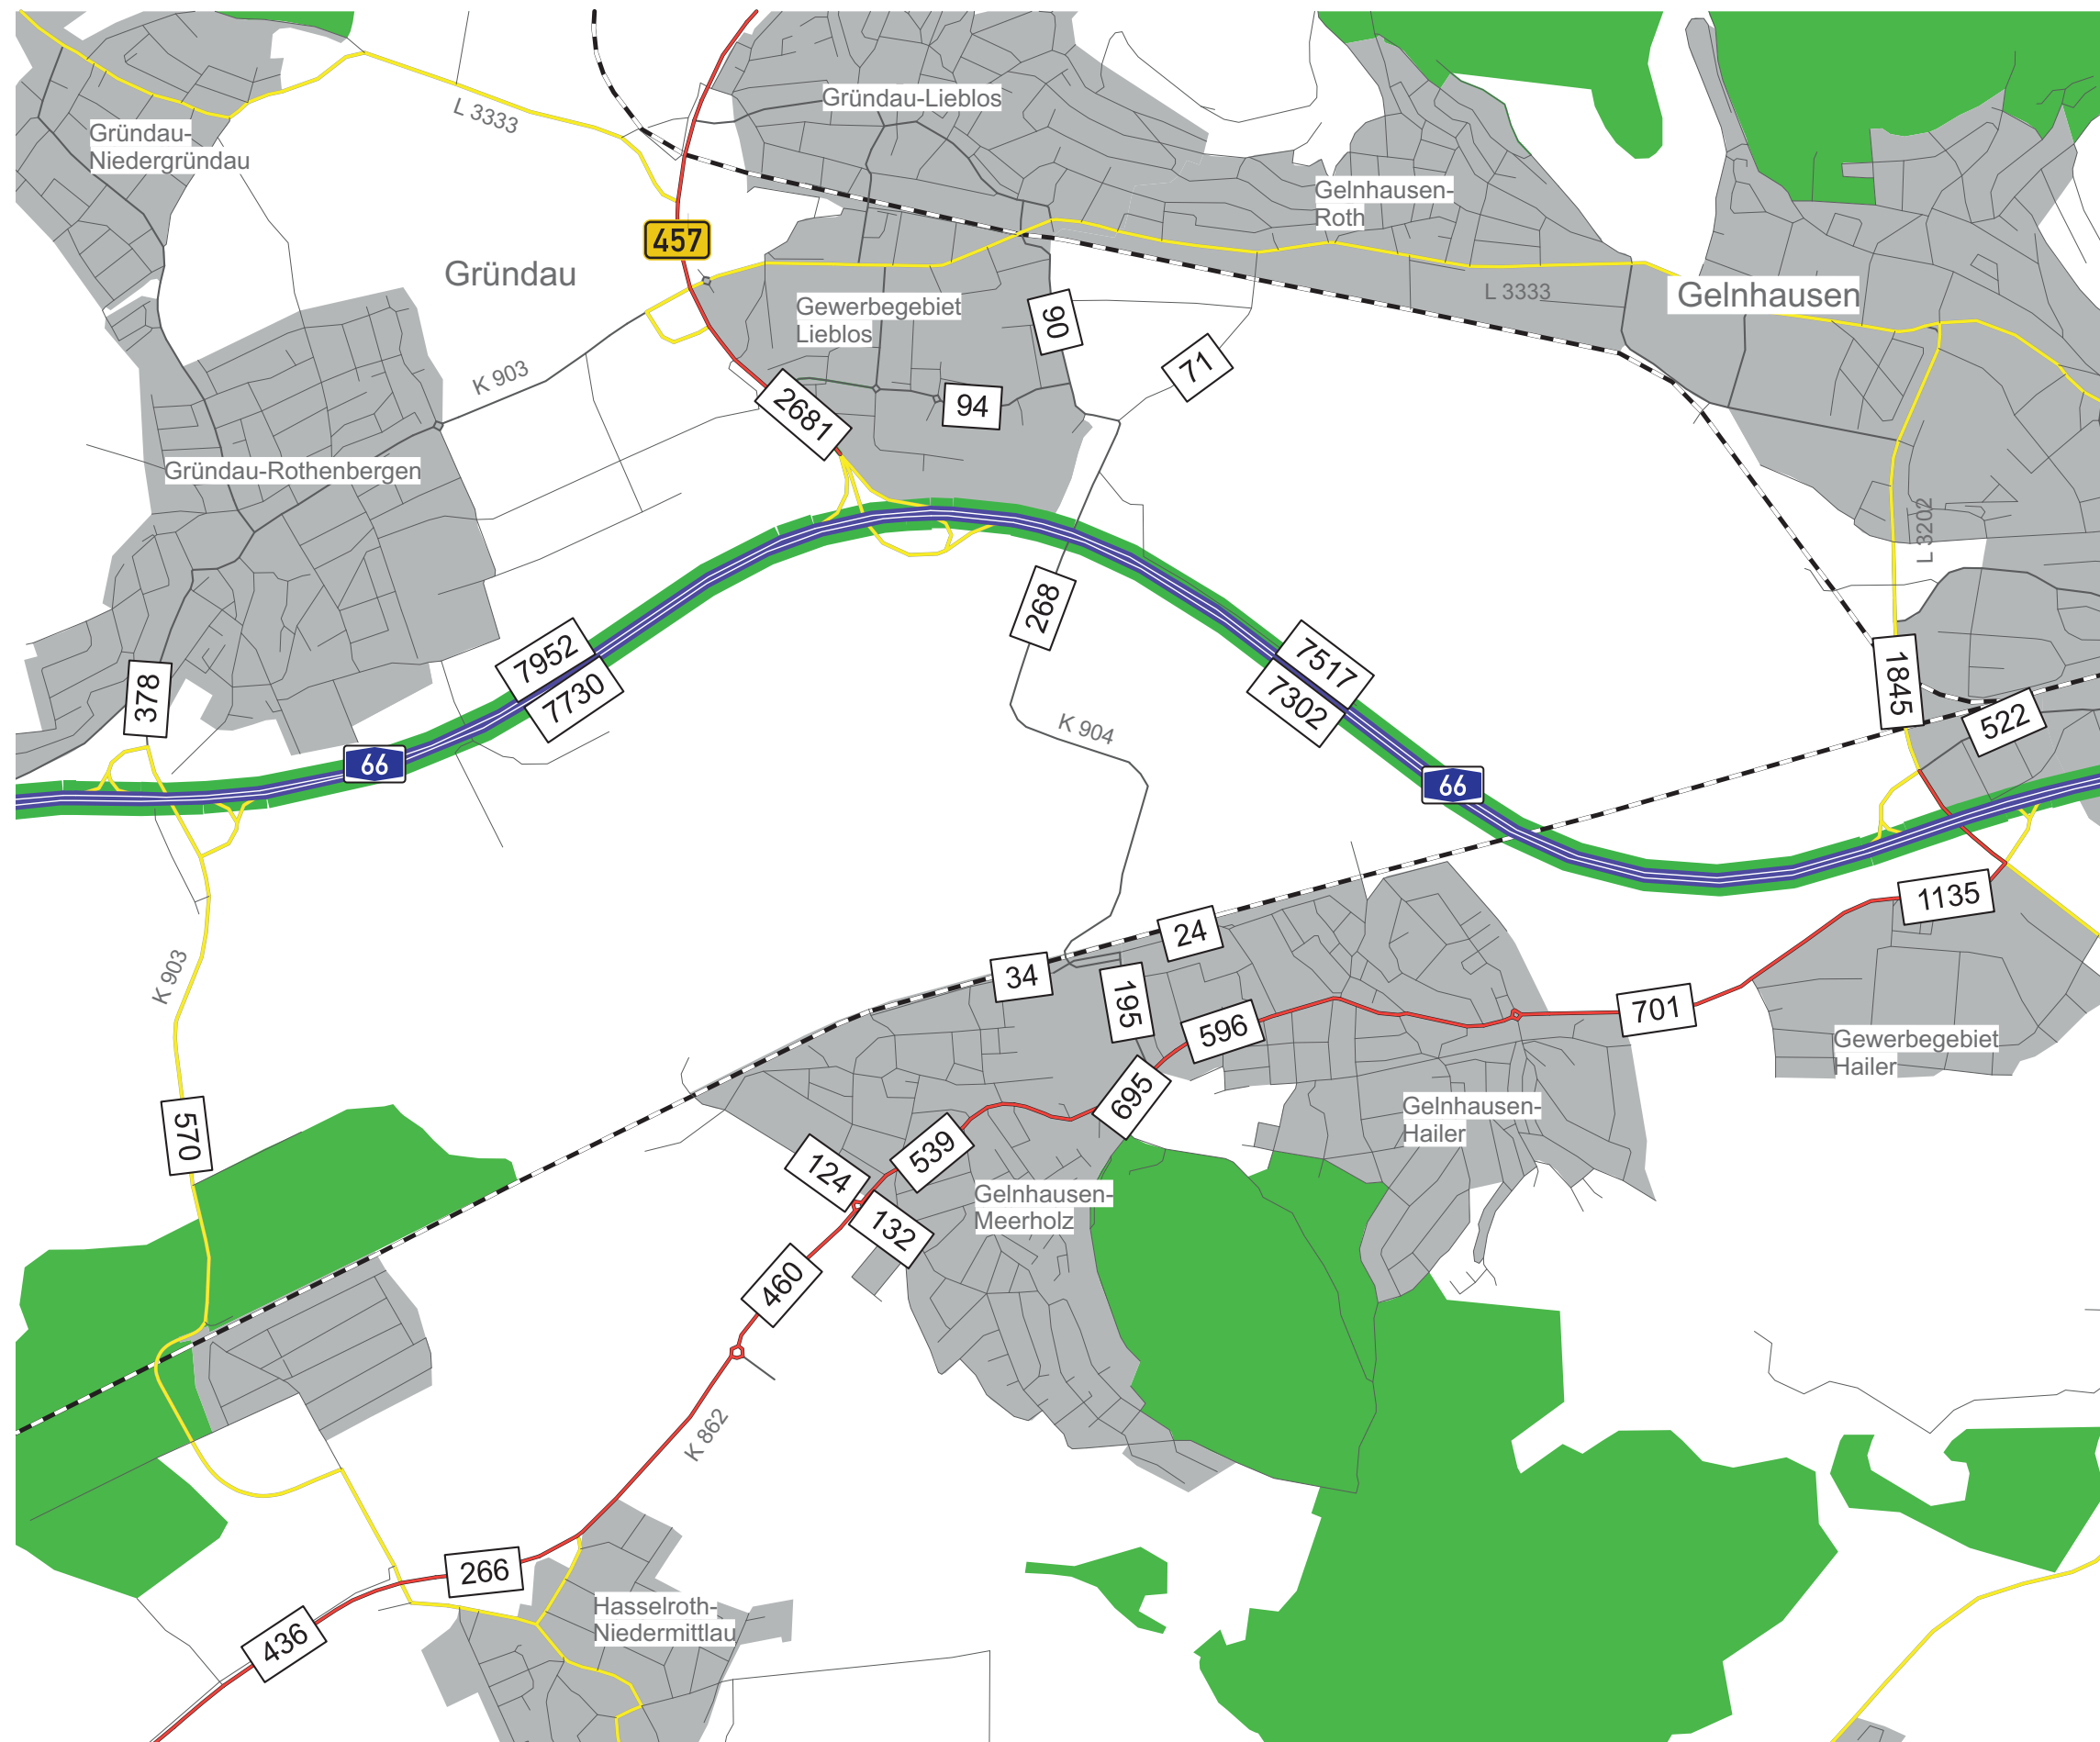 Gründau-Lieblos
L 3333
Gründau-
Niedergründau
Gelnhausen-
Roth
457
Gründau
L 3333
Gelnhausen
Gewerbegebiet
Lieblos
90
71
K 903
94
2681
Gründau-Rothenbergen
L 3202
268
7952
7730
7517
7302
378
1845
522
K 904
66
66
1135
24
34
K 903
195
596
701
Gewerbegebiet
Hailer
695
Gelnhausen-
Hailer
570
539
124
132
Gelnhausen-
Meerholz
460
K 862
266
Hasselroth-
Niedermittlau
436